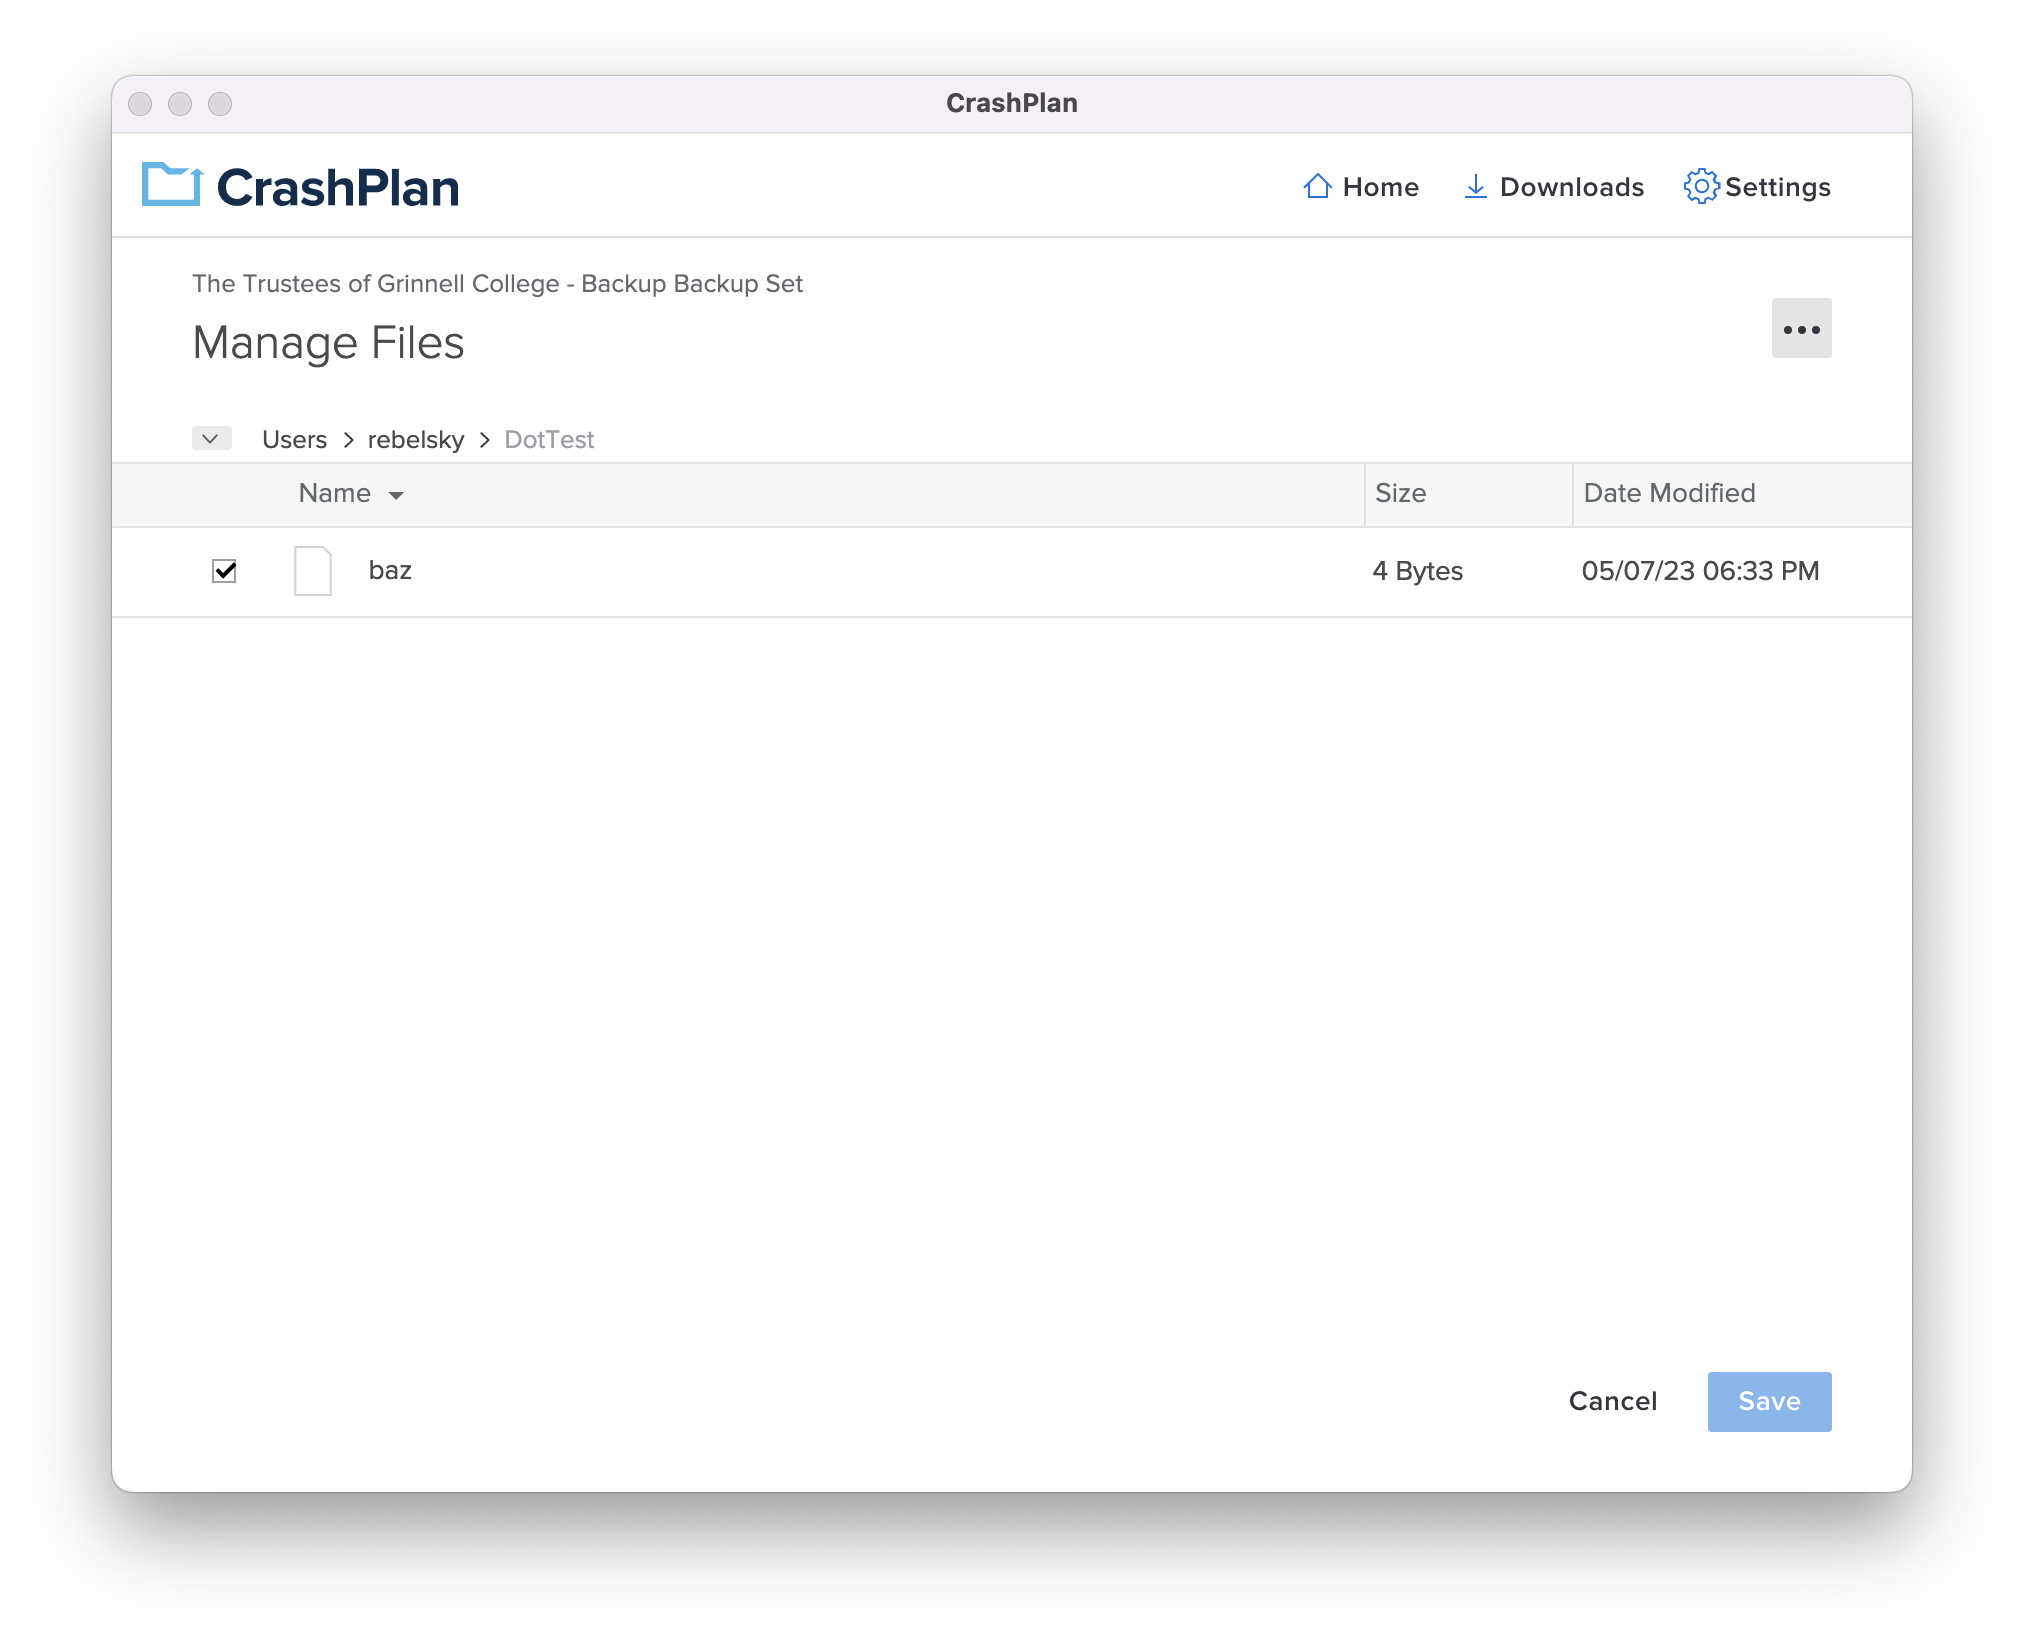 CrashPlan
CrashPlan
Home Downloads Settings
The Trustees of Grinnell College - Backup Backup Set
Manage Files
Users > rebelsky > DotTest
Name Size Date Modified
baz 4 Bytes 05/07/23 06:33 PM
Cancel Save